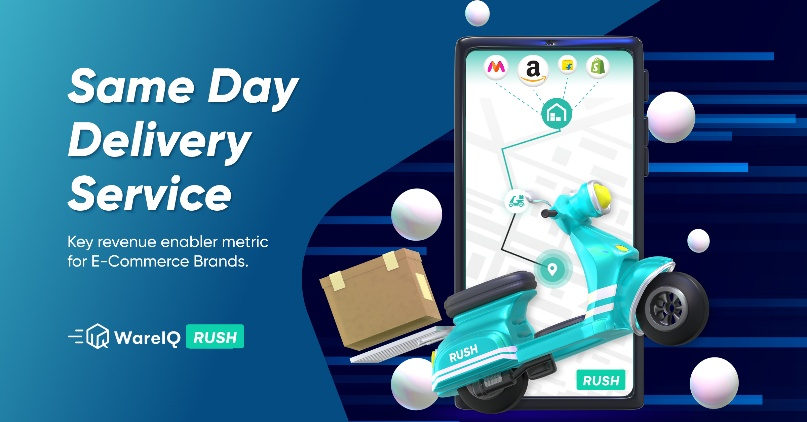 Same Day
Delivery
Service
Key revenue enabler metric
for E-Commerce Brands.
WareIQ RUSH
RUSH
RUSH